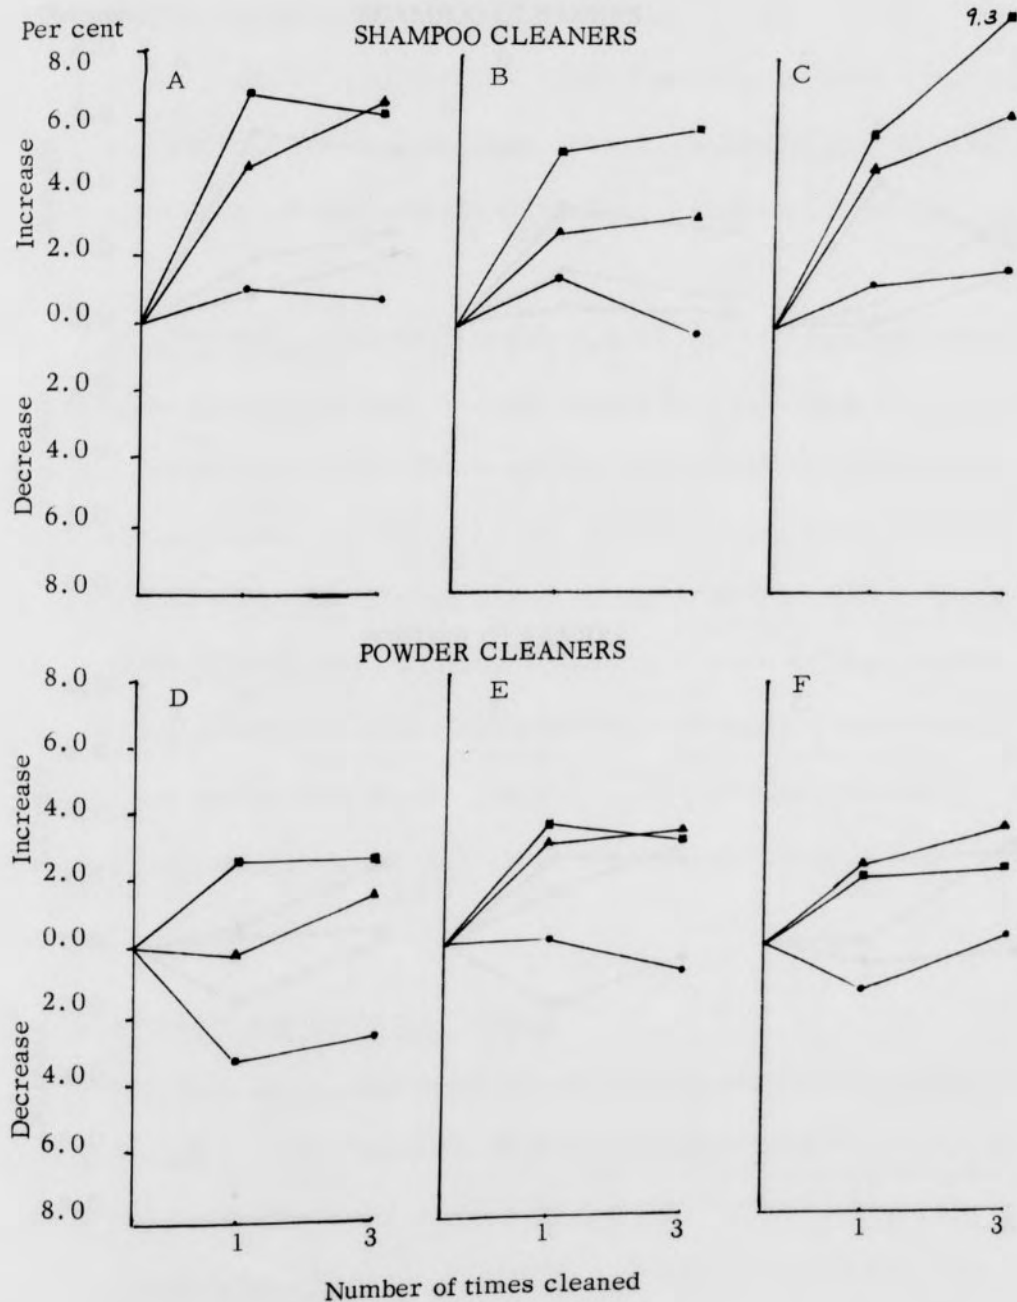 Per cent
SHAMPOO CLEANERS
9.3
A
B
C
8.0
6.0
4.0
2.0
0.0
2.0
4.0
6.0
8.0
Increase
Decrease
POWDER CLEANERS
D
E
F
8.0
6.0
4.0
2.0
0.0
2.0
4.0
6.0
8.0
Increase
Decrease
1 3
1 3
1 3
Number of times cleaned